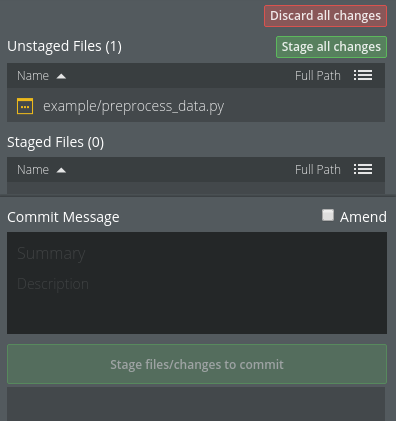 Discard all changes
Unstaged Files (1)
Stage all changes
Name Full Path
example/preprocess_data.py
Staged Files (0)
Name Full Path
Commit Message
Amend
Summary
Description
Stage files/changes to commit